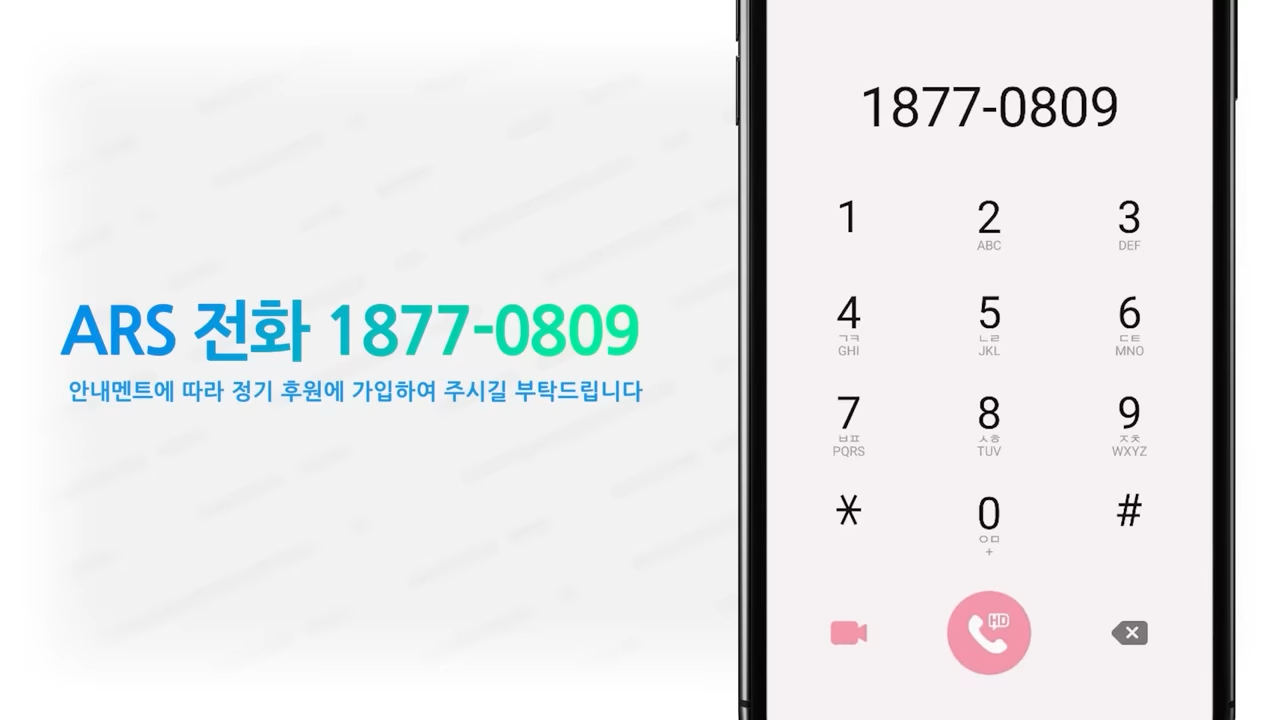 ARS 전화 1877-0809
안내멘트에 따라 정기 후원에 가입하여 주시길 부탁드립니다
1877-0809
1 2 3
ABC DEF
4 5 6
ㄱㅋ ㄴㄹ ㄷㅌ
GHI JKL MNO
7 8 9
ㅂㅍ ㅅㅎ ㅈㅊ
PQRS TUV WXYZ
* 0 #
ㅇㅁ
+
HD